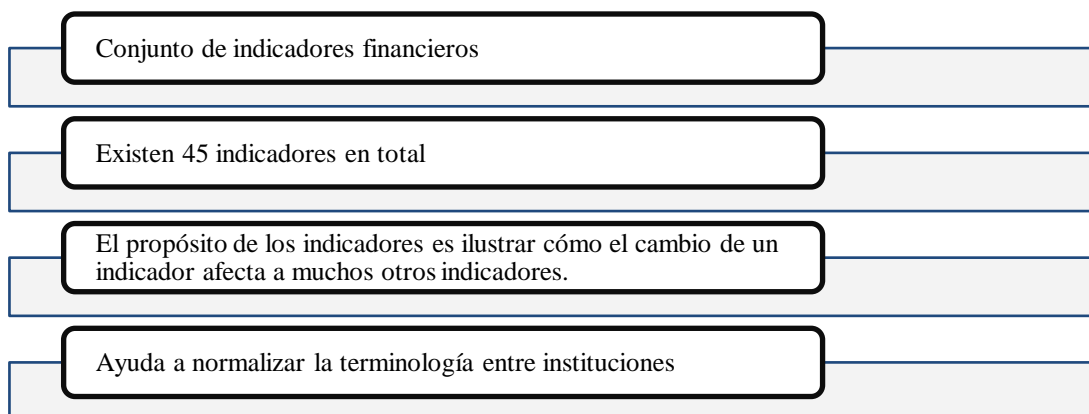 Conjunto de indicadores financieros
Existen 45 indicadores en total
El propósito de los indicadores es ilustrar cómo el cambio de un
indicador afecta a muchos otros indicadores.
Ayuda a normalizar la terminología entre instituciones